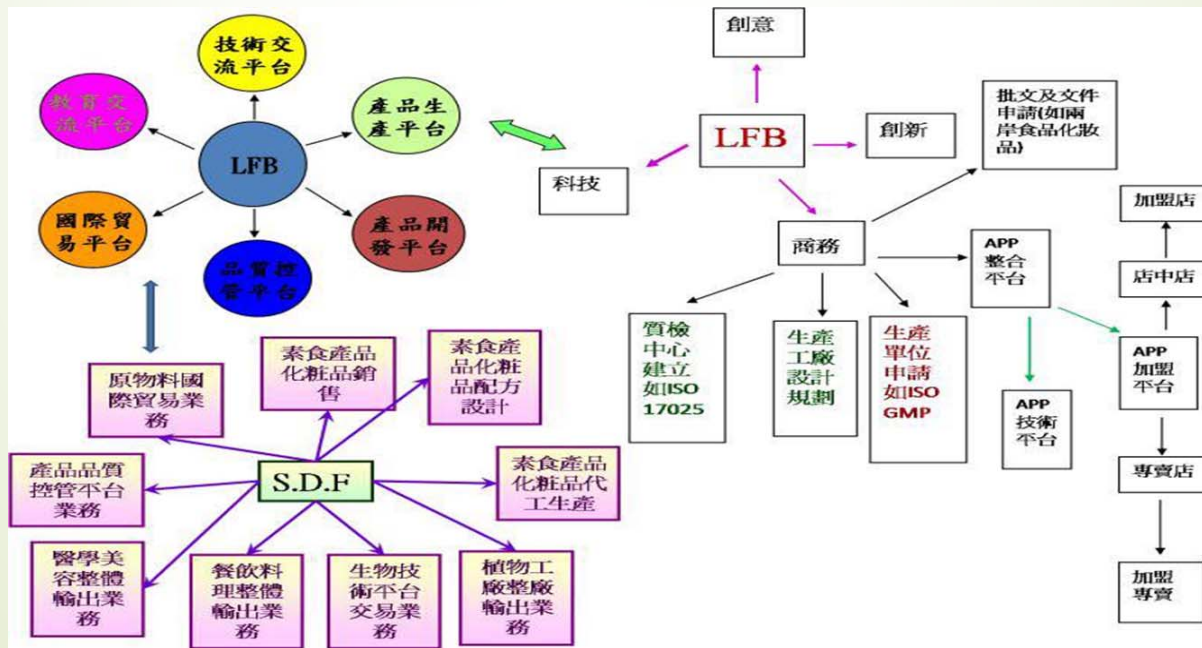 技術交
流平台
教育交
流平台
產品生
產平台
LFB
國際貿
易平台
品質控
管平台
產品開
發平台
創意
LFB
創新
科技
商務
批文及文件
申請(如兩
岸食品化妝
品)
APP
整合
平台
質檢
中心
建立
如ISO
17025
生產
工廠
設計
規劃
生產
單位
申請
如ISO
GMP
APP
技術
平台
APP
加盟
平台
加盟店
店中店
專賣店
加盟
專賣
原物料國
際貿易業
務
素食產品
化粧品銷
售
素食產
品化粧
品配方
設計
S.D.F
素食產品
化粧品代
工生產
產品品質
控管平台
業務
醫學美
容整體
輸出業
務
餐飲料
理整體
輸出業
務
生物技
術平台
交易業
務
植物工
廠整廠
輸出業
務